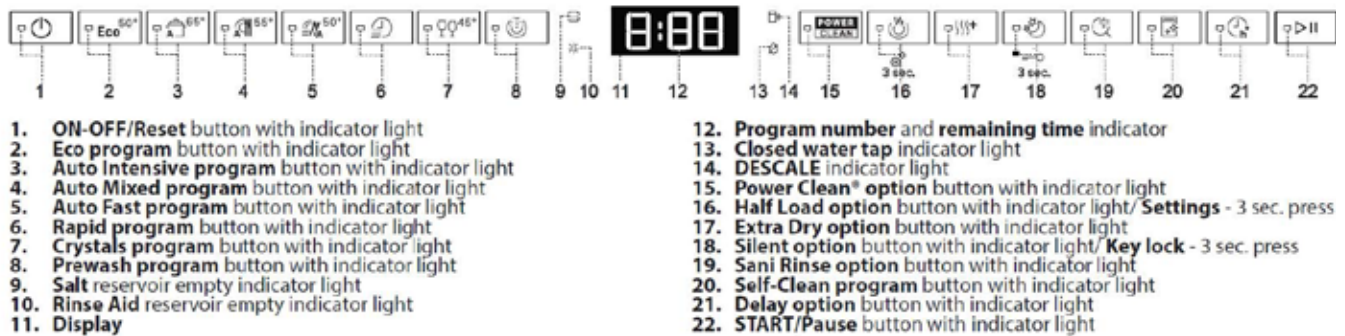 Eco 50° A 65° A 55° A 50° 45° 8:88 POWER CLEAN ½ + h
3 sec. 3 sec.
1 2 3 4 5 6 7 8 9 10 11 12 13 14 15 16 17 18 19 20 21 22
1. ON-OFF/Reset button with indicator light
2. Eco program button with indicator light
3. Auto Intensive program button with indicator light
4. Auto Mixed program button with indicator light
5. Auto Fast program button with indicator light
6. Rapid program button with indicator light
7. Crystals program button with indicator light
8. Prewash program button with indicator light
9. Salt reservoir empty indicator light
10. Rinse Aid reservoir empty indicator light
11. Display
12. Program number and remaining time indicator
13. Closed water tap indicator light
14. DESCALE indicator light
15. Power Clean® option button with indicator light
16. Half Load option button with indicator light/ Settings - 3 sec. press
17. Extra Dry option button with indicator light
18. Silent option button with indicator light/ Key lock - 3 sec. press
19. Sani Rinse option button with indicator light
20. Self-Clean program button with indicator light
21. Delay option button with indicator light
22. START/Pause button with indicator light